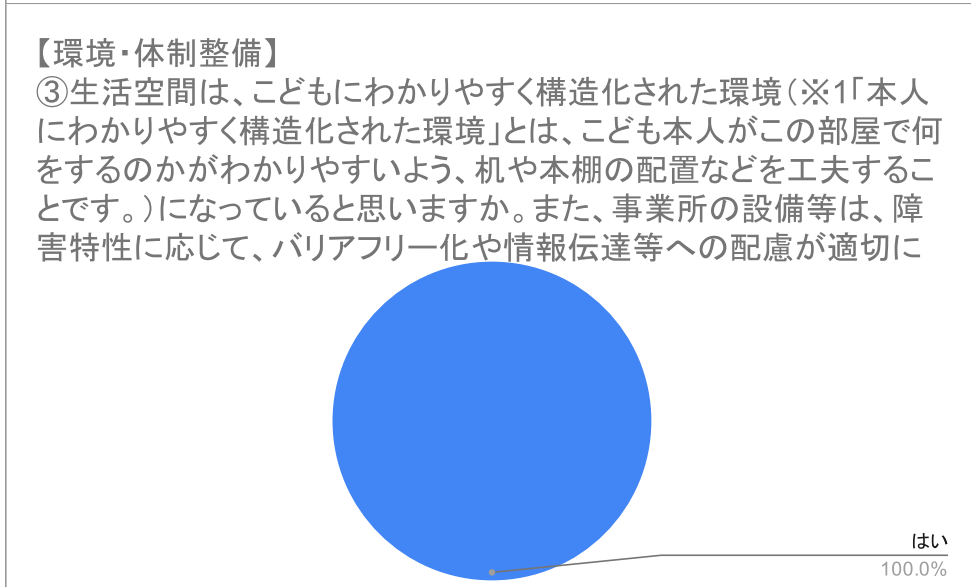 【環境・体制整備】
③生活空間は、こどもにわかりやすく構造化された環境（※1「本人
にわかりやすく構造化された環境」とは、こども本人がこの部屋で何
をするのかがわかりやすいよう、机や本棚の配置などを工夫するこ
とです。）になっていると思いますか。また、事業所の設備等は、障
害特性に応じて、バリアフリー化や情報伝達等への配慮が適切に
はい
100.0%